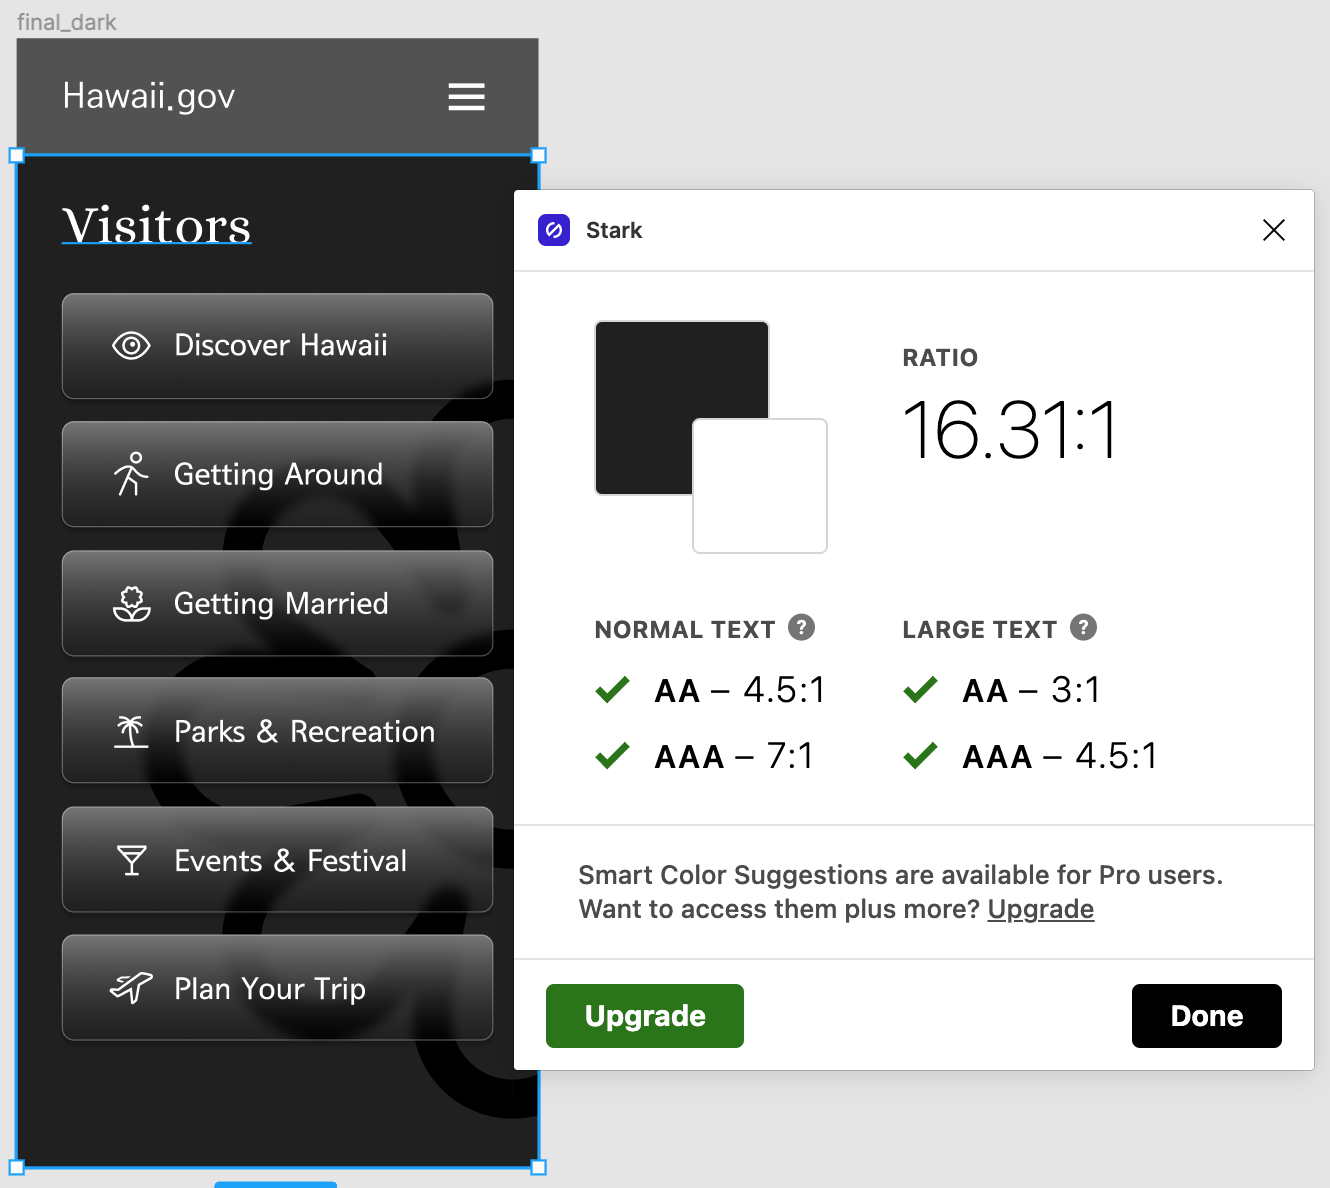 final_dark
Hawaii.gov
Visitors
Discover Hawaii
Getting Around
Getting Married
Parks & Recreation
Events & Festival
Plan Your Trip
Stark
RATIO
16.31:1
NORMAL TEXT ?
AA – 4.5:1
AAA – 7:1
LARGE TEXT ?
AA – 3:1
AAA – 4.5:1
Smart Color Suggestions are available for Pro users.
Want to access them plus more? Upgrade
Upgrade
Done